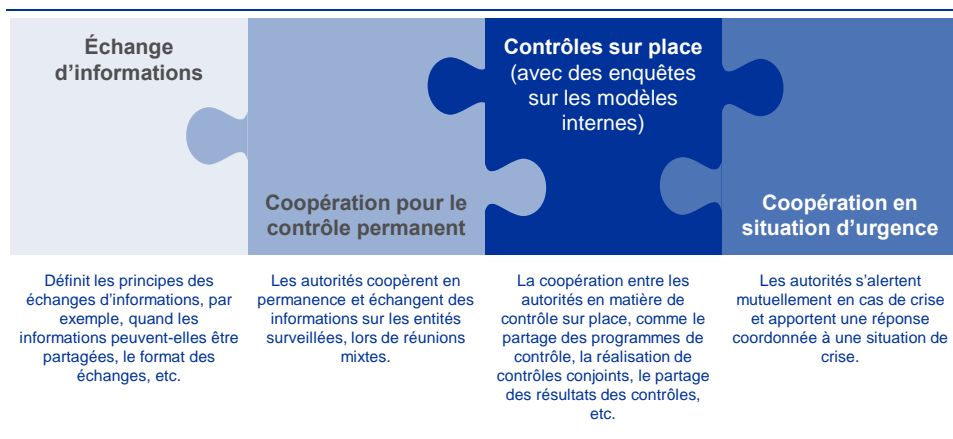 Échange
d’informations
Coopération pour le
contrôle permanent
Contrôles sur place
(avec des enquêtes
sur les modèles
internes)
Coopération en
situation d’urgence
Définit les principes des
échanges d’informations, par
exemple, quand les
informations peuvent-elles être
partagées, le format des
échanges, etc.
Les autorités coopèrent en
permanence et échangent des
informations sur les entités
surveillées, lors de réunions
mixtes.
La coopération entre les
autorités en matière de
contrôle sur place, comme le
partage des programmes de
contrôle, la réalisation de
contrôles conjoints, le partage
des résultats des contrôles,
etc.
Les autorités s’alertent
mutuellement en cas de crise
et apportent une réponse
coordonnée à une situation de
crise.